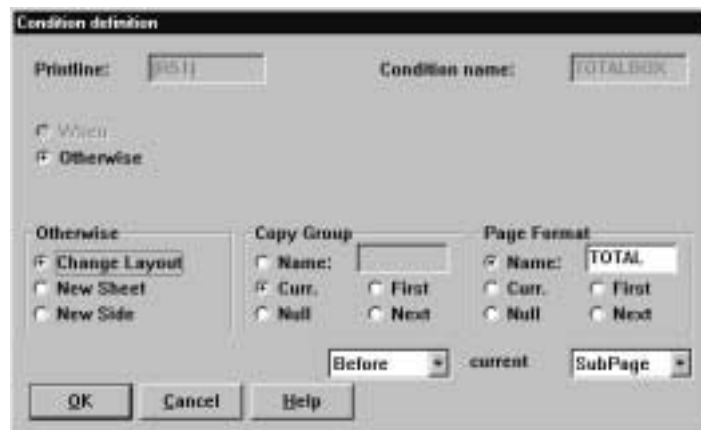 Condition definition
Printline: Condition name: TOTALBOX
When
Otherwise
Otherwise Copy Group Page Format
Change Layout Name: Name: TOTAL
New Sheet Curr. First Curr. First
New Side Null Next Null Next
Before current SubPage
OK Cancel Help